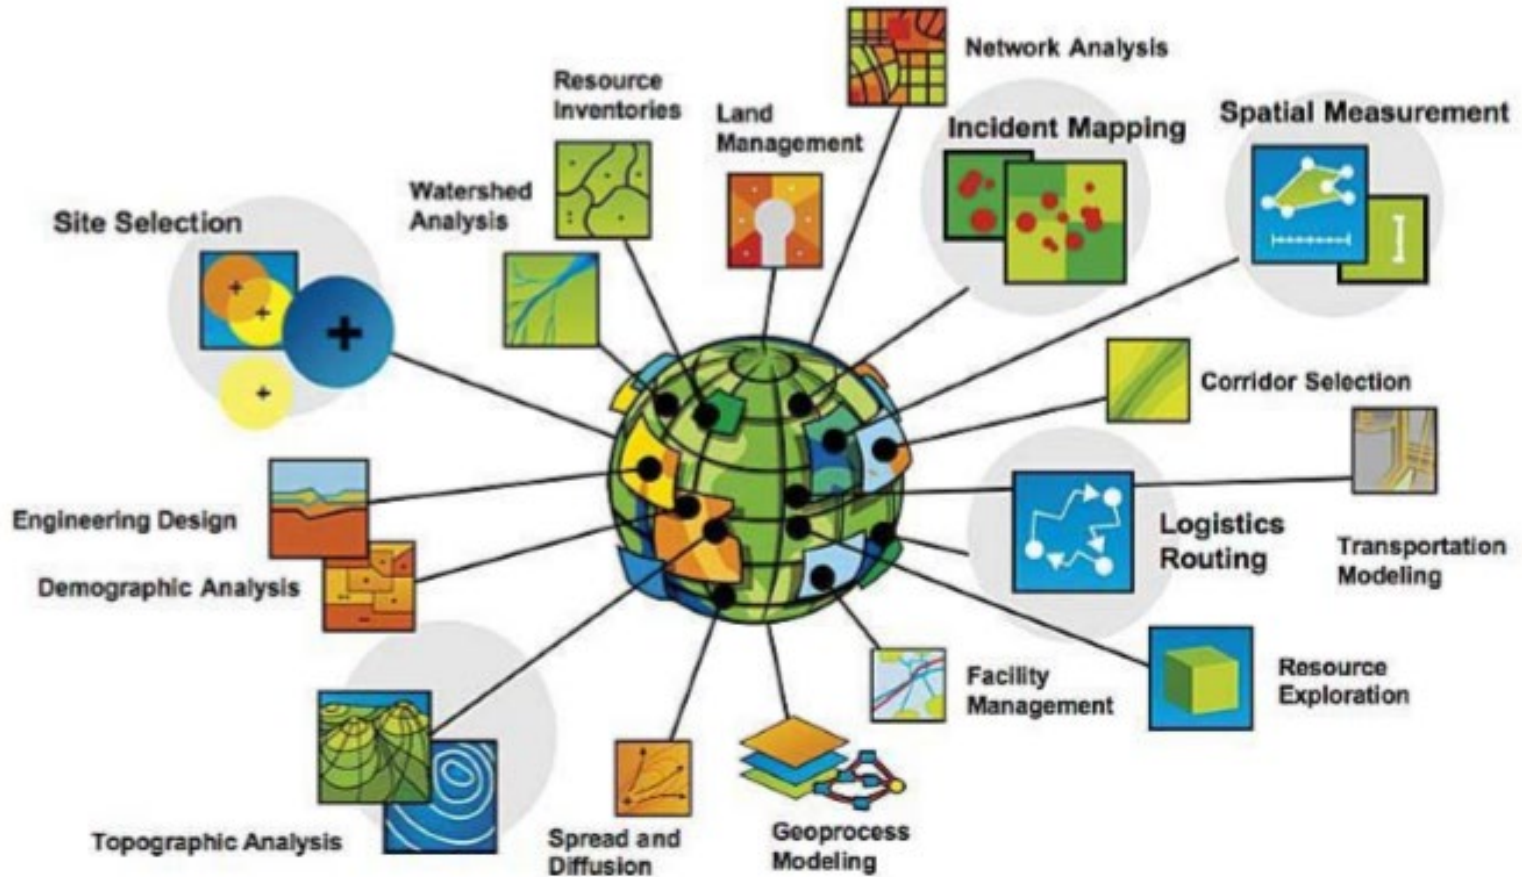 Network Analysis
Resource
Inventories
Land
Management
Incident Mapping
Spatial Measurement
Watershed
Analysis
Site Selection
Corridor Selection
Engineering Design
Logistics
Routing
Transportation
Modeling
Demographic Analysis
Facility
Management
Resource
Exploration
Topographic Analysis
Spread and
Diffusion
Geoprocess
Modeling